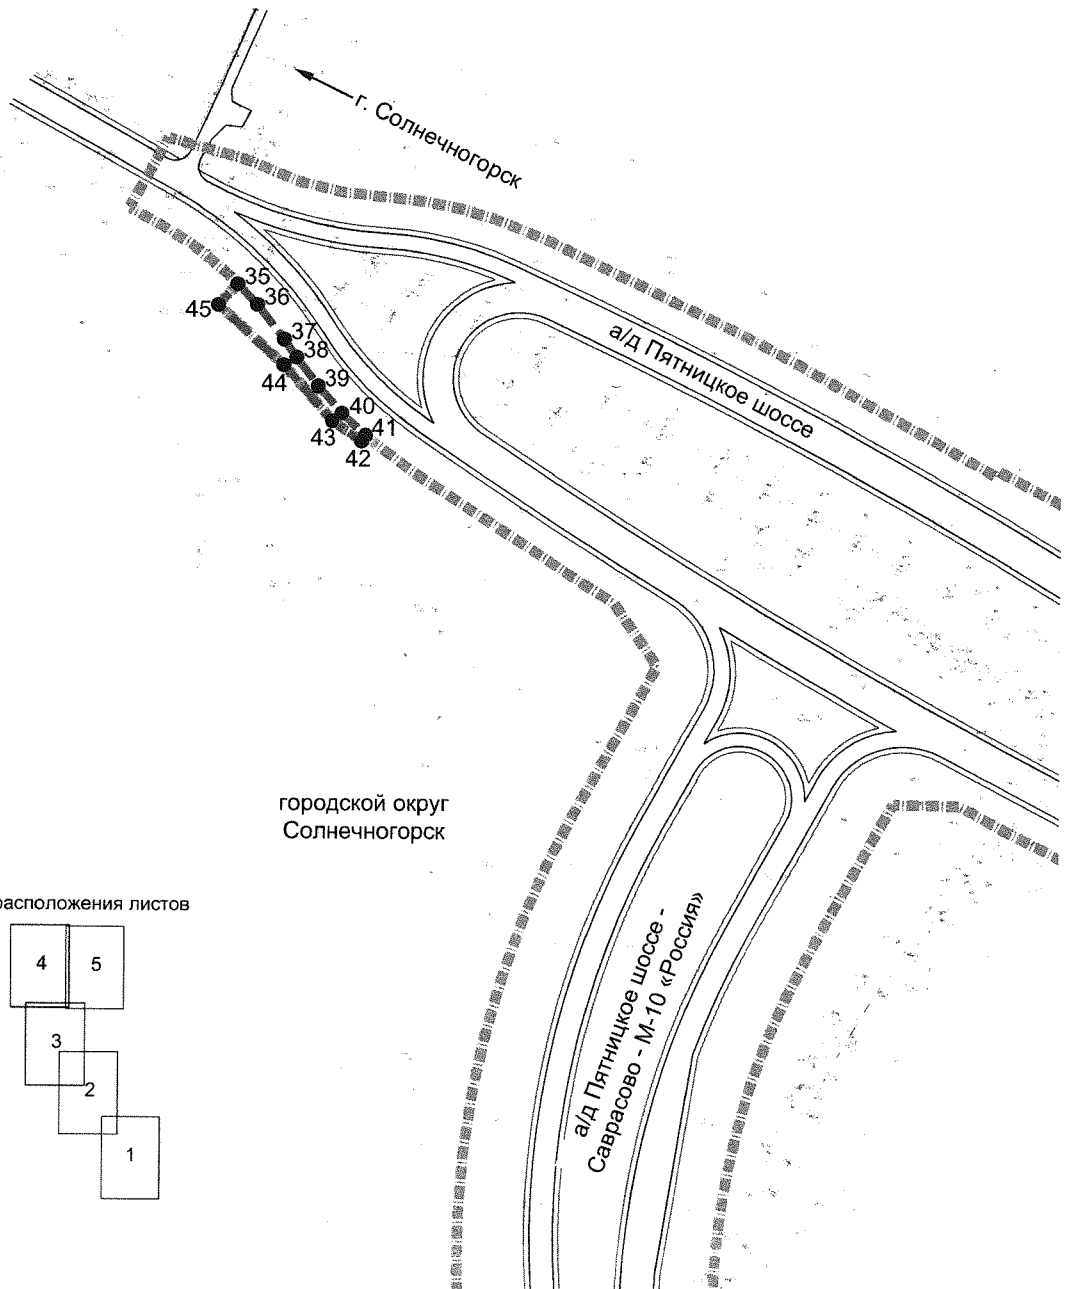 г. Солнечногорск
35
45
36
37
38
44
39
40
43
41
42
а/д Пятницкое шоссе
городской округ
Солнечногорск
расположения листов
4
5
3
2
1
а/д Пятницкое шоссе -
Саврасово - М-10 «Россия»